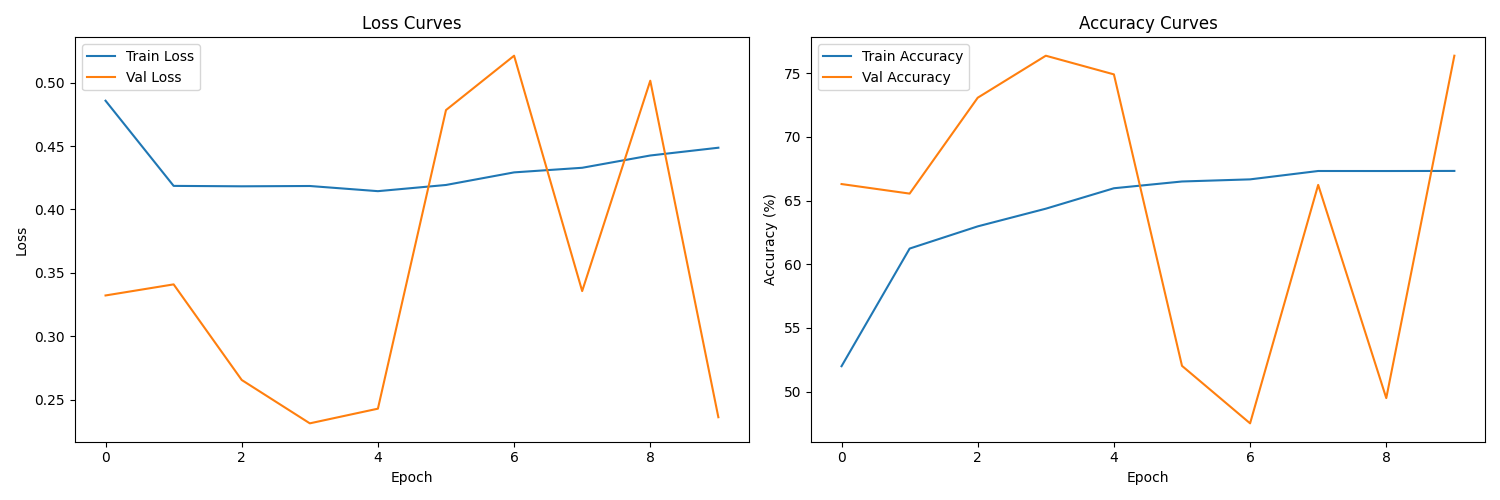 Loss Curves
Train Loss
Val Loss
0.50
0.45
0.40
0.35
0.30
0.25
Loss
0 2 4 6 8
Epoch
Accuracy Curves
Train Accuracy
Val Accuracy
75
70
65
60
55
50
Accuracy (%)
0 2 4 6 8
Epoch